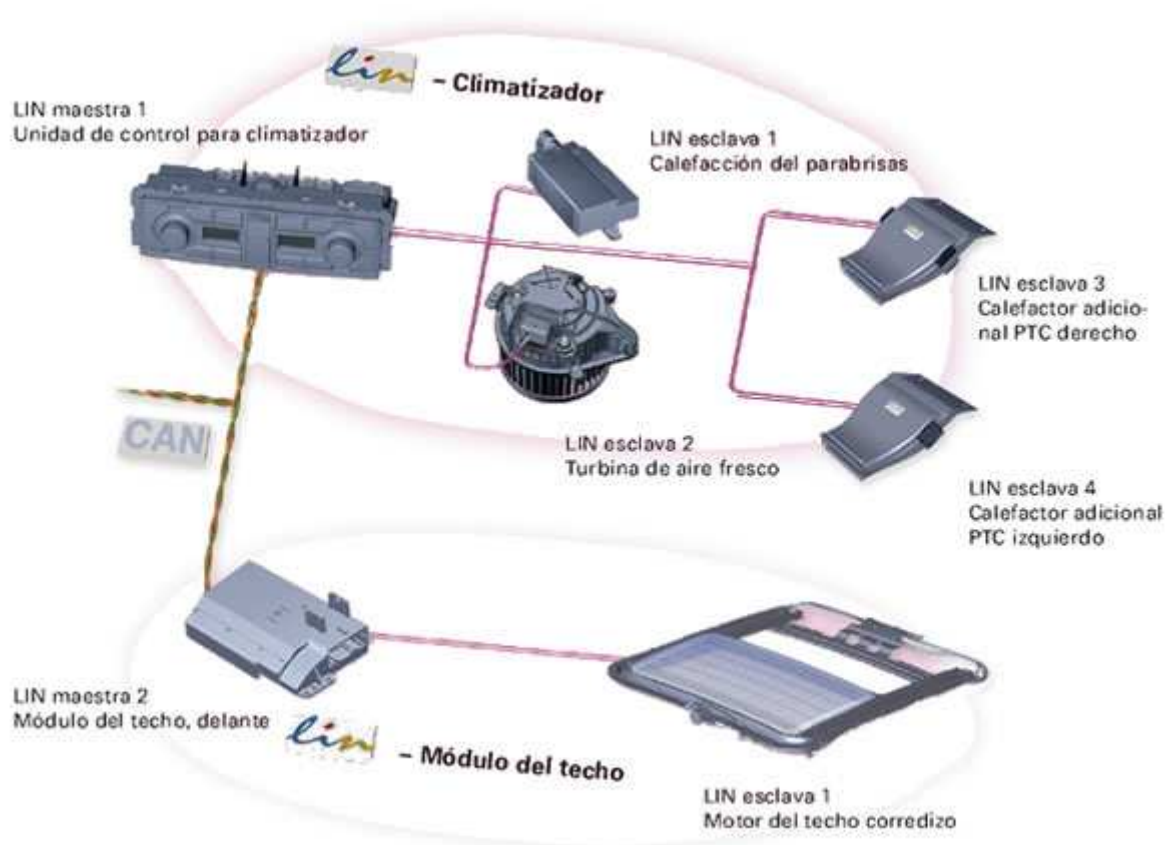 lin – Climatizador
LIN maestra 1
Unidad de control para climatizador
LIN esclava 1
Calefacción del parabrisas
LIN esclava 3
Calefactor adicio-
nal PTC derecho
CAN
LIN esclava 2
Turbina de aire fresco
LIN esclava 4
Calefactor adicional
PTC izquierdo
LIN maestra 2
Módulo del techo, delante
lin – Módulo del techo
LIN esclava 1
Motor del techo corredizo